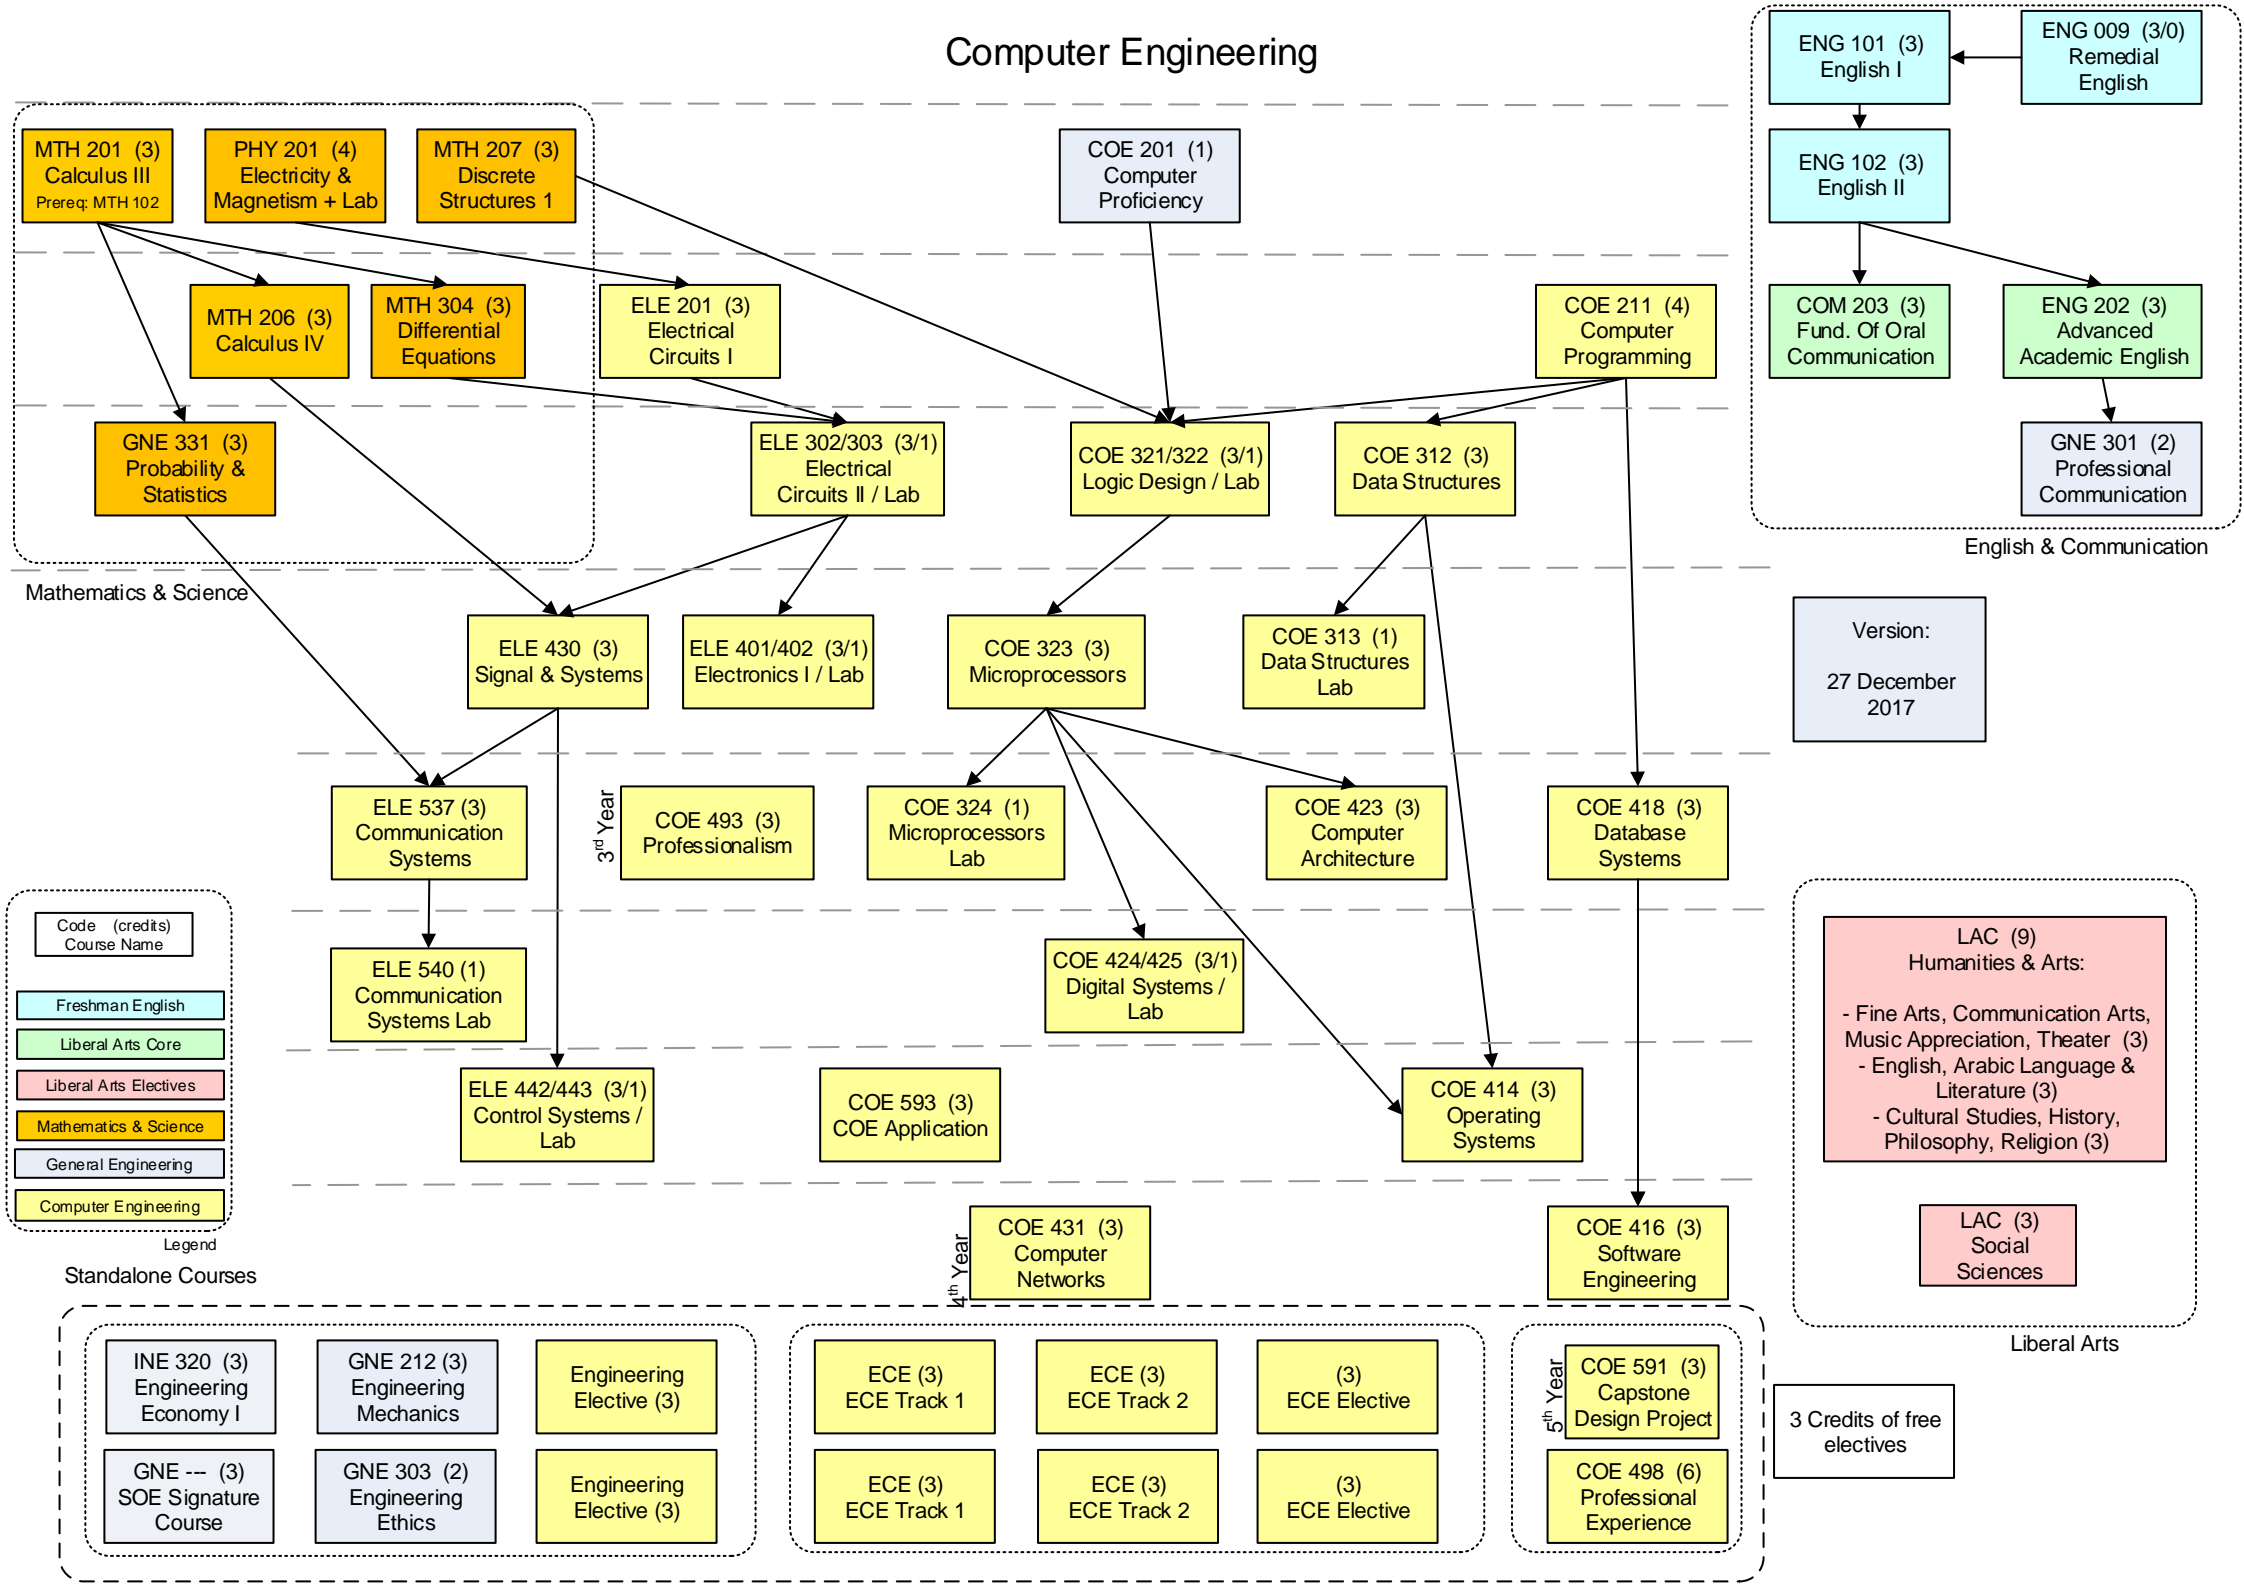 Computer Engineering
ENG 101 (3)
English I
ENG 009 (3/0)
Remedial
English
MTH 201 (3)
Calculus III
Prereq: MTH 102
PHY 201 (4)
Electricity &
Magnetism + Lab
MTH 207 (3)
Discrete
Structures 1
COE 201 (1)
Computer
Proficiency
ENG 102 (3)
English II
MTH 206 (3)
Calculus IV
MTH 304 (3)
Differential
Equations
ELE 201 (3)
Electrical
Circuits I
COE 211 (4)
Computer
Programming
COM 203 (3)
Fund. Of Oral
Communication
ENG 202 (3)
Advanced
Academic English
GNE 331 (3)
Probability &
Statistics
ELE 302/303 (3/1)
Electrical
Circuits II / Lab
COE 321/322 (3/1)
Logic Design / Lab
COE 312 (3)
Data Structures
GNE 301 (2)
Professional
Communication
English & Communication
Mathematics & Science
ELE 430 (3)
Signal & Systems
ELE 401/402 (3/1)
Electronics I / Lab
COE 323 (3)
Microprocessors
COE 313 (1)
Data Structures
Lab
Version:
27 December
2017
ELE 537 (3)
Communication
Systems
3rd Year
COE 493 (3)
Professionalism
COE 324 (1)
Microprocessors
Lab
COE 423 (3)
Computer
Architecture
COE 418 (3)
Database
Systems
Code (credits)
Course Name
Freshman English
Liberal Arts Core
Liberal Arts Electives
Mathematics & Science
General Engineering
Computer Engineering
Legend
ELE 540 (1)
Communication
Systems Lab
COE 424/425 (3/1)
Digital Systems /
Lab
LAC (9)
Humanities & Arts:
- Fine Arts, Communication Arts,
Music Appreciation, Theater (3)
- English, Arabic Language &
Literature (3)
- Cultural Studies, History,
Philosophy, Religion (3)
ELE 442/443 (3/1)
Control Systems /
Lab
COE 593 (3)
COE Application
COE 414 (3)
Operating
Systems
4th Year
COE 431 (3)
Computer
Networks
COE 416 (3)
Software
Engineering
LAC (3)
Social
Sciences
Liberal Arts
Standalone Courses
INE 320 (3)
Engineering
Economy I
GNE 212 (3)
Engineering
Mechanics
Engineering
Elective (3)
ECE (3)
ECE Track 1
ECE (3)
ECE Track 2
(3)
ECE Elective
5th Year
COE 591 (3)
Capstone
Design Project
3 Credits of free
electives
GNE --- (3)
SOE Signature
Course
GNE 303 (2)
Engineering
Ethics
Engineering
Elective (3)
ECE (3)
ECE Track 1
ECE (3)
ECE Track 2
(3)
ECE Elective
COE 498 (6)
Professional
Experience